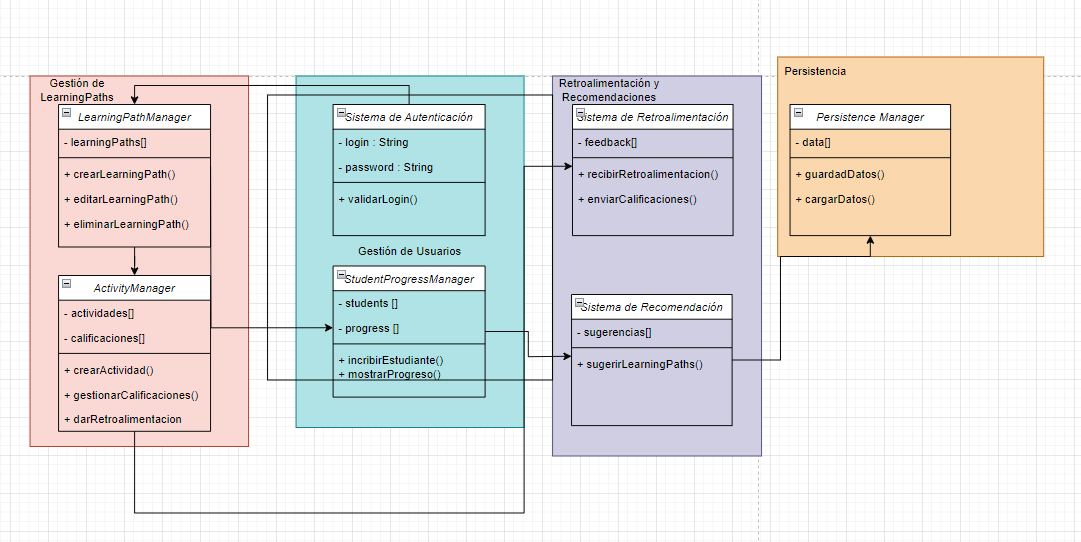 Gestión de
LearningPaths
LearningPathManager
- learningPaths[]
+ crearLearningPath()
+ editarLearningPath()
+ eliminarLearningPath()
ActivityManager
- actividades[]
- calificaciones[]
+ crearActividad()
+ gestionarCalificaciones()
+ darRetroalimentacion
Sistema de Autenticación
- login : String
- password : String
+ validarLogin()
Gestión de Usuarios
StudentProgressManager
- students []
- progress []
+ incribirEstudiante()
+ mostrarProgreso()
Retroalimentación y
Recomendaciones
Sistema de Retroalimentación
- feedback[]
+ recibirRetroalimentacion()
+ enviarCalificaciones()
Sistema de Recomendación
- sugerencias[]
+ sugerirLearningPaths()
Persistencia
Persistence Manager
- data[]
+ guardadDatos()
+ cargarDatos()